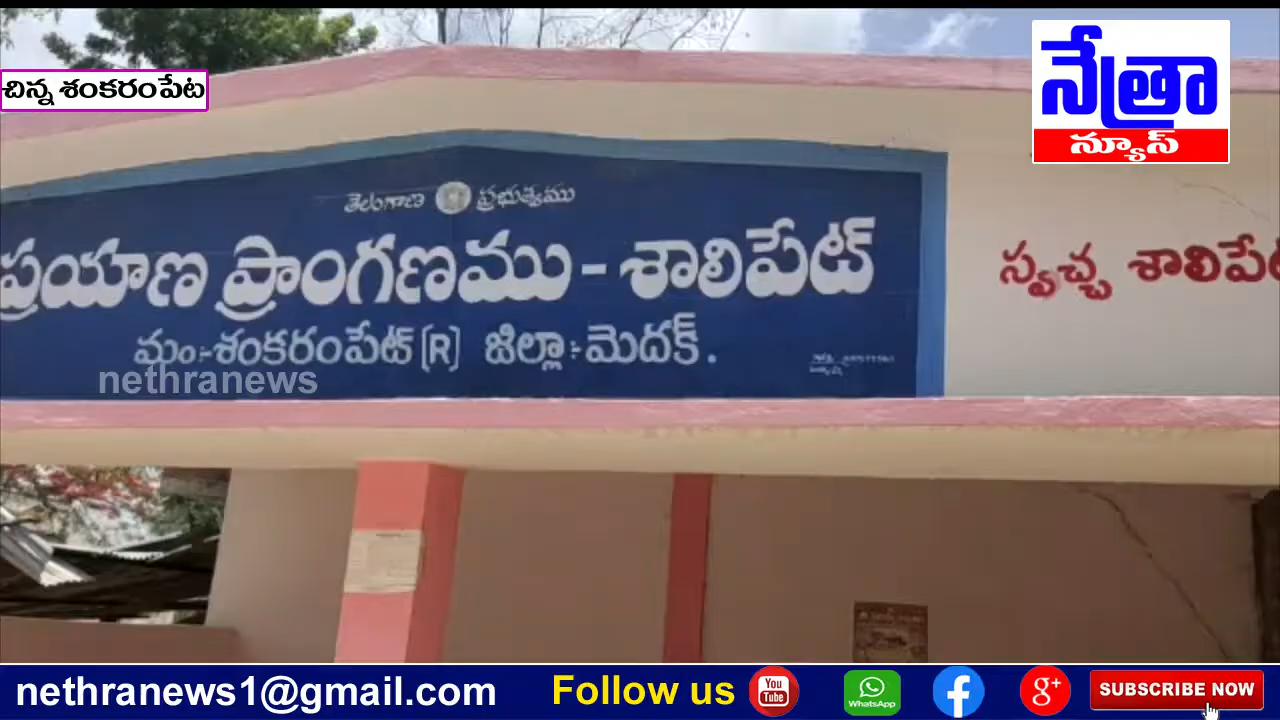 నేత్రా
న్యూస్
చిన్న శంకరంపేట
తెలంగాణ ప్రభుత్వము
ప్రయాణ ప్రాంగణము - శాలిపేట్
మం:-శంకరంపేట్ (R) జిల్లా:-మెదక్.
స్వచ్ఛ శాలిపేట
nethranews
nethranews1@gmail.com Follow us You Tube WhatsApp f g+ SUBSCRIBE NOW